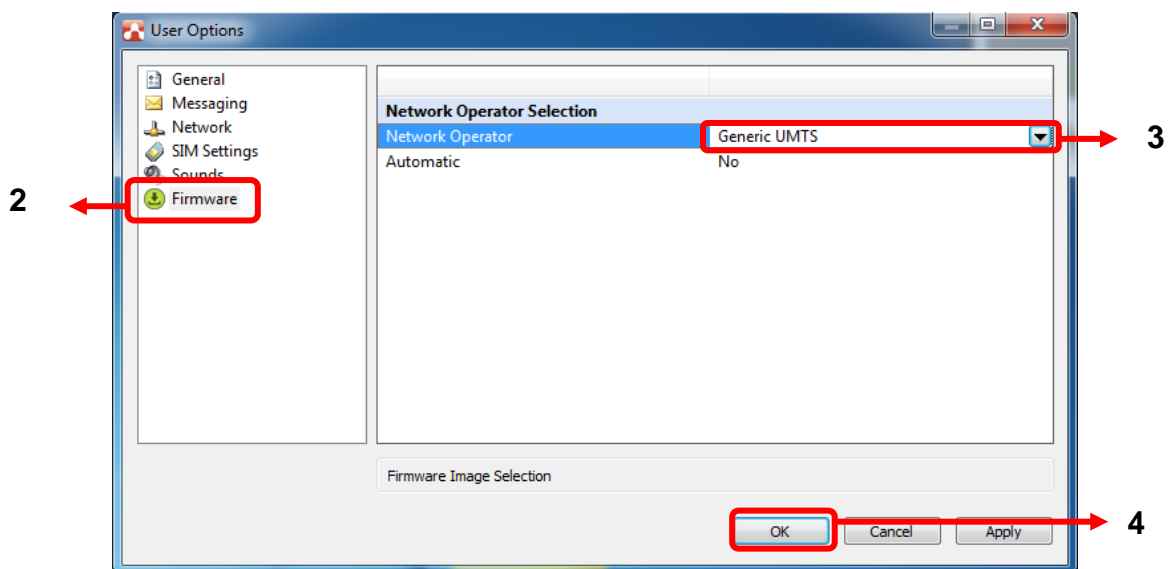 User Options
General
Messaging
Network
SIM Settings
Sounds
Firmware
Network Operator Selection
Network Operator Generic UMTS
Automatic No
Firmware Image Selection
OK Cancel Apply
2
3
4